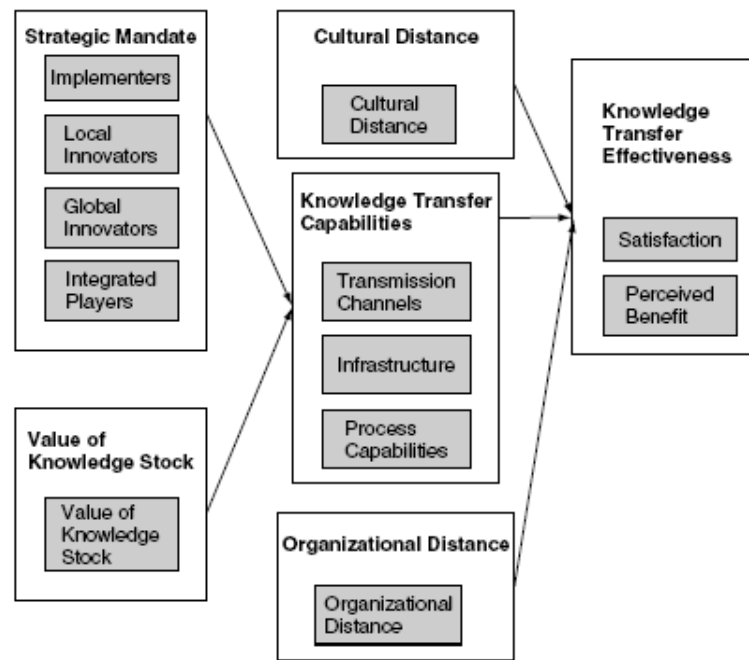 Strategic Mandate
Implementers
Local
Innovators
Global
Innovators
Integrated
Players
Value of
Knowledge Stock
Value of
Knowledge
Stock
Cultural Distance
Cultural
Distance
Knowledge Transfer
Capabilities
Transmission
Channels
Infrastructure
Process
Capabilities
Organizational Distance
Organizational
Distance
Knowledge
Transfer
Effectiveness
Satisfaction
Perceived
Benefit